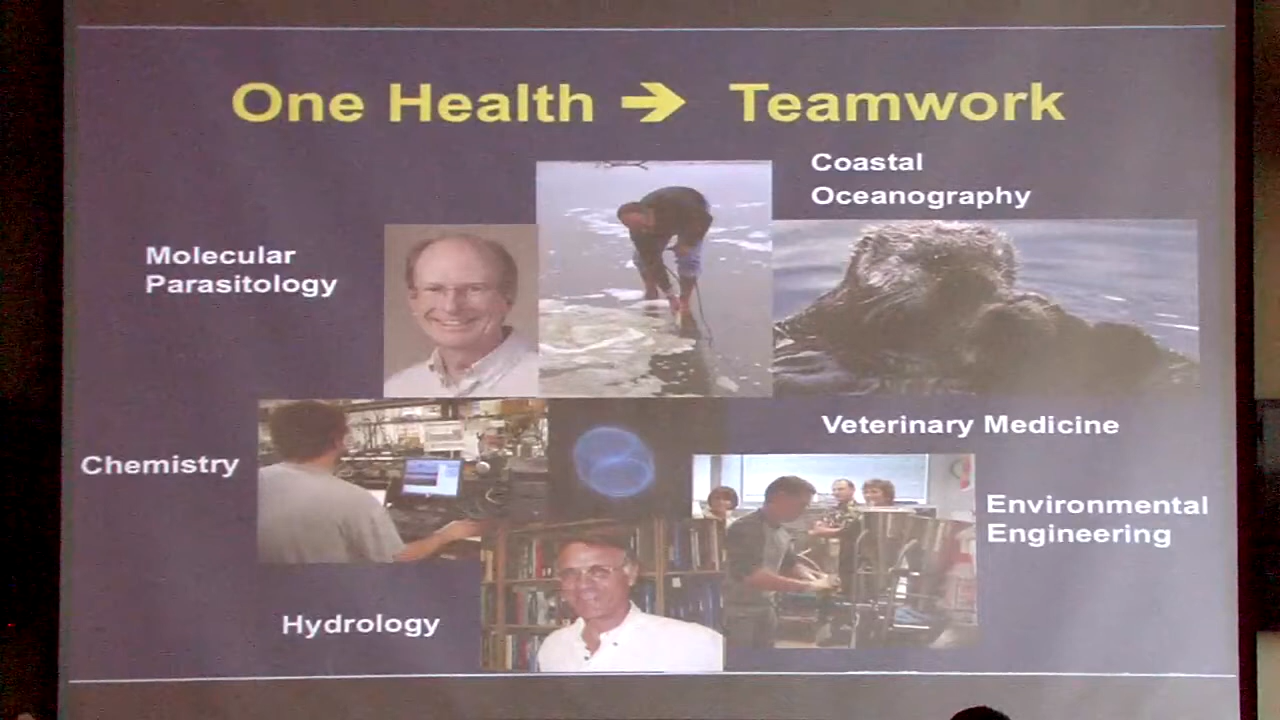 One Health → Teamwork
Coastal
Oceanography
Molecular
Parasitology
Veterinary Medicine
Chemistry
Environmental
Engineering
Hydrology